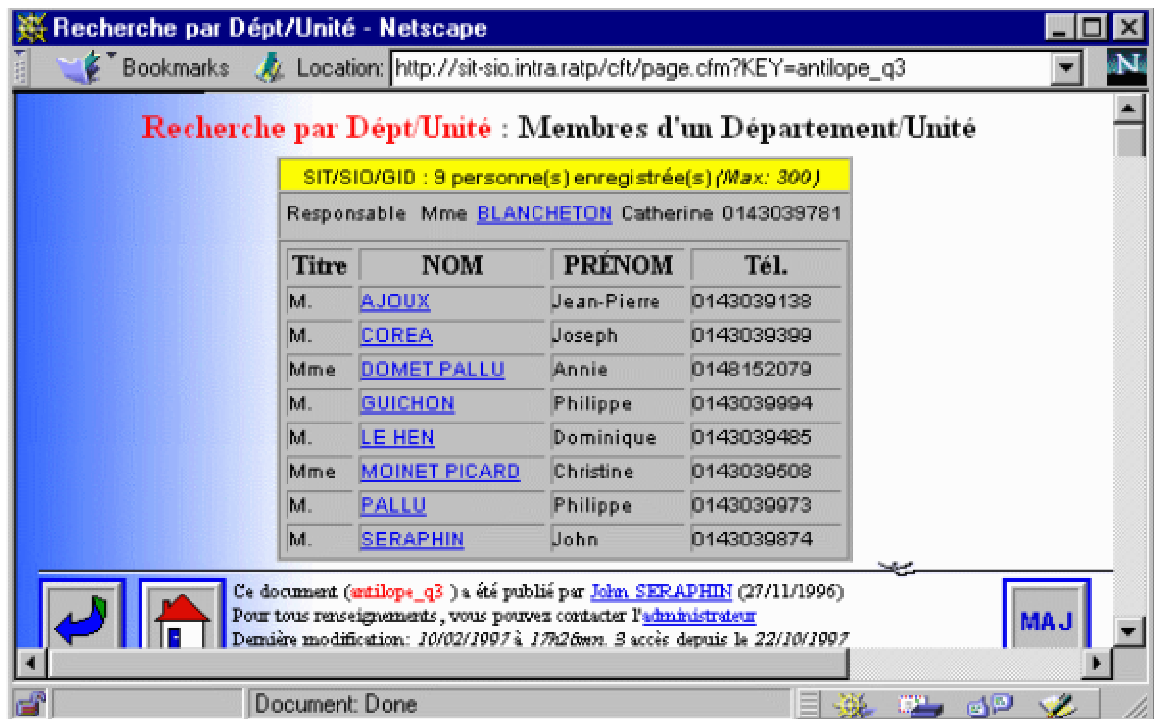 Recherche par Dépt/Unité - Netscape
Bookmarks Location: http://sit-sio.intra.ratp/cft/page.cfm?KEY=antilope_q3 N
Recherche par Dépt/Unité : Membres d'un Département/Unité
SIT/SIO/GID : 9 personne(s) enregistrée(s) (Max: 300)
Responsable Mme BLANCHETON Catherine 0143039781
Titre NOM PRÉNOM Tél.
M. AJOUX Jean-Pierre 0143039138
M. COREA Joseph 0143039399
Mme DOMET PALLU Annie 0148152079
M. GUICHON Philippe 0143039994
M. LE HEN Dominique 0143039485
Mme MOINET PICARD Christine 0143039508
M. PALLU Philippe 0143039973
M. SERAPHIN John 0143039874
Ce document (antilope_q3 ) a été publié par John SERAPHIN (27/11/1996)
Pour tous renseignements, vous pouvez contacter l'administrateur
Dernière modification: 10/02/1997 à 17h26mn. 3 accès depuis le 22/10/1997
MAJ
Document: Done